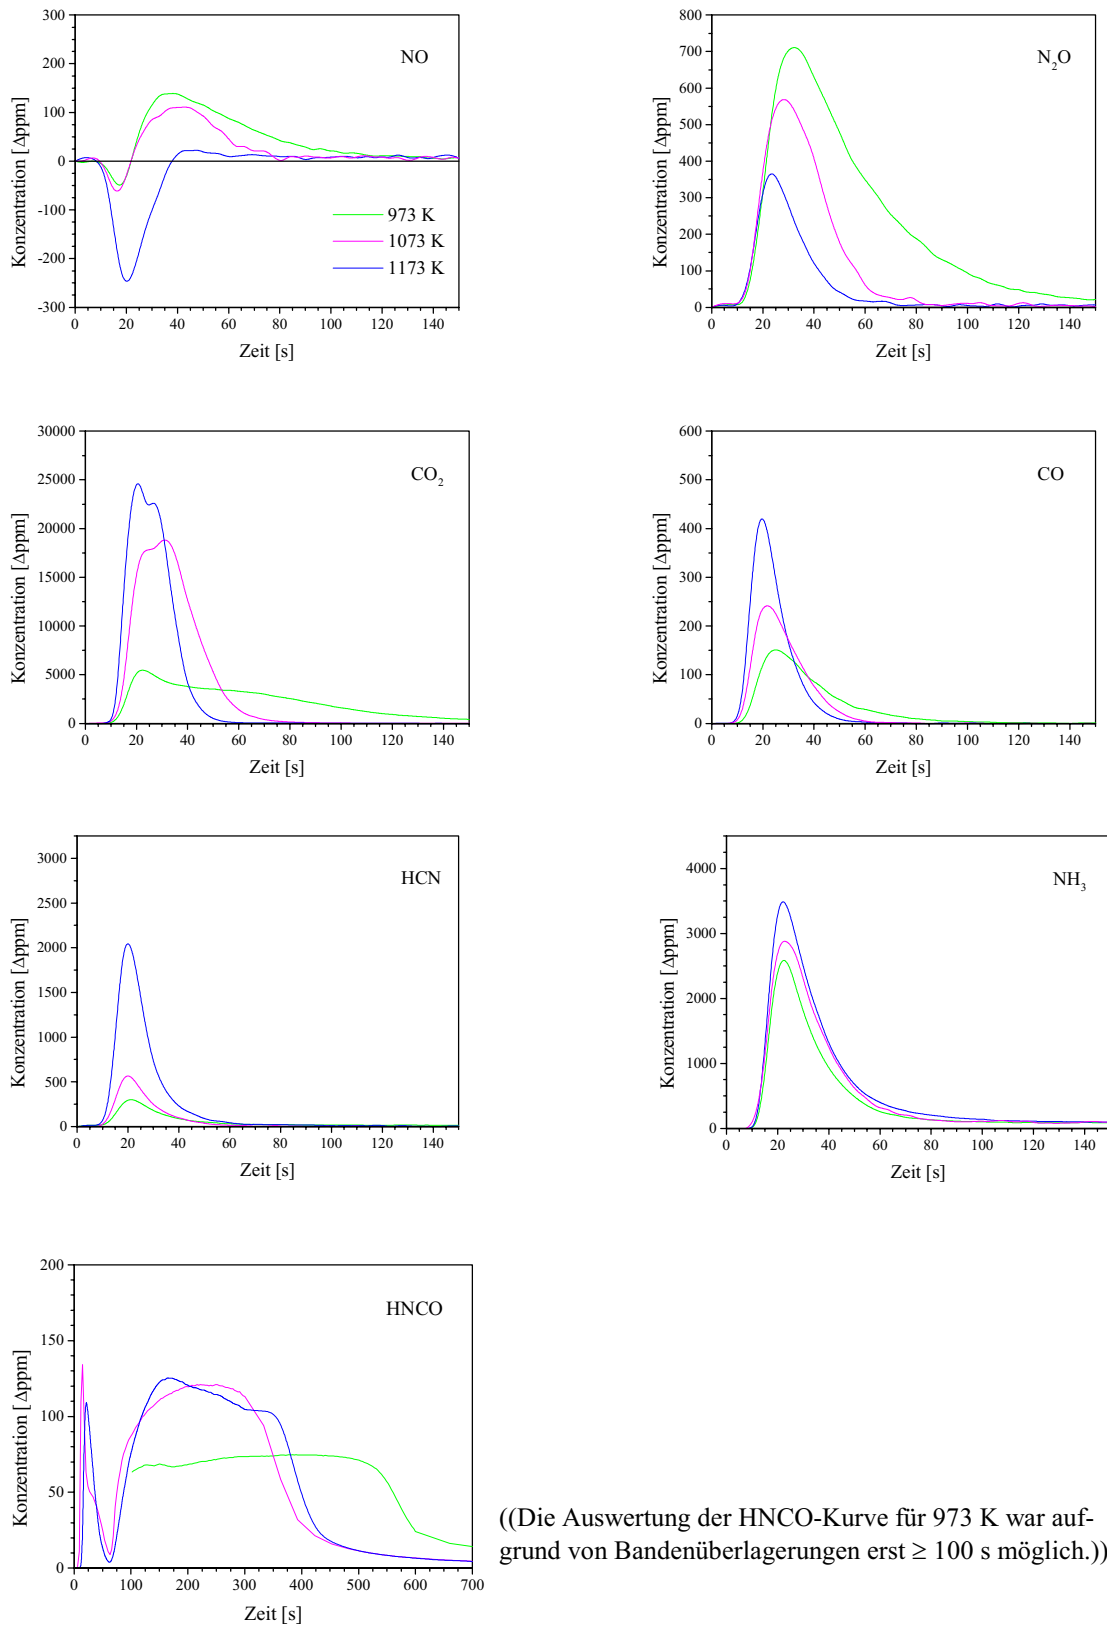 300
200
100
0
-100
-200
-300
0 20 40 60 80 100 120 140
Konzentration [Δppm]
Zeit [s]
NO
973 K
1073 K
1173 K
800
700
600
500
400
300
200
100
0
0 20 40 60 80 100 120 140
Konzentration [Δppm]
Zeit [s]
N₂O
30000
25000
20000
15000
10000
5000
0
0 20 40 60 80 100 120 140
Konzentration [Δppm]
Zeit [s]
CO₂
600
500
400
300
200
100
0
0 20 40 60 80 100 120 140
Konzentration [Δppm]
Zeit [s]
CO
3000
2500
2000
1500
1000
500
0
0 20 40 60 80 100 120 140
Konzentration [Δppm]
Zeit [s]
HCN
4000
3000
2000
1000
0
0 20 40 60 80 100 120 140
Konzentration [Δppm]
Zeit [s]
NH₃
200
150
100
50
0
0 100 200 300 400 500 600 700
Konzentration [Δppm]
Zeit [s]
HNCO
((Die Auswertung der HNCO-Kurve für 973 K war auf-
grund von Bandenüberlagerungen erst ≥ 100 s möglich.))